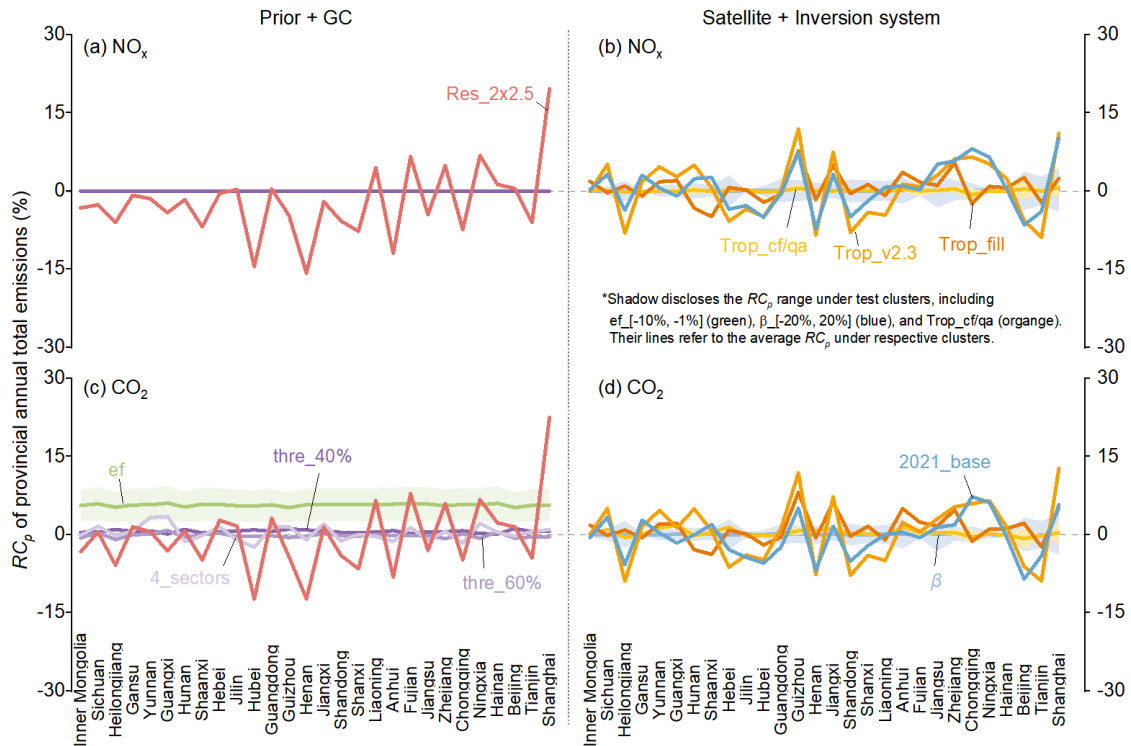 Prior + GC
Satellite + Inversion system
RCp of provincial annual total emissions (%)
30
15
0
-15
-30
(a) NOx
Res_2x2.5
(b) NOx
Trop_cf/qa
Trop_v2.3
Trop_fill
*Shadow discloses the RCp range under test clusters, including
ef_[-10%, -1%] (green), β_[-20%, 20%] (blue), and Trop_cf/qa (organge).
Their lines refer to the average RCp under respective clusters.
30
15
0
-15
-30
30
15
0
-15
-30
(c) CO2
ef
thre_40%
4_sectors
thre_60%
(d) CO2
2021_base
β
30
15
0
-15
-30
Inner Mongolia
Sichuan
Heilongjiang
Gansu
Yunnan
Guangxi
Hunan
Shaanxi
Hebei
Jilin
Hubei
Guangdong
Guizhou
Henan
Jiangxi
Shandong
Shanxi
Liaoning
Anhui
Fujian
Jiangsu
Zhejiang
Chongqing
Ningxia
Hainan
Beijing
Tianjin
Shanghai
Inner Mongolia
Sichuan
Heilongjiang
Gansu
Yunnan
Guangxi
Hunan
Shaanxi
Hebei
Jilin
Hubei
Guangdong
Guizhou
Henan
Jiangxi
Shandong
Shanxi
Liaoning
Anhui
Fujian
Jiangsu
Zhejiang
Chongqing
Ningxia
Hainan
Beijing
Tianjin
Shanghai